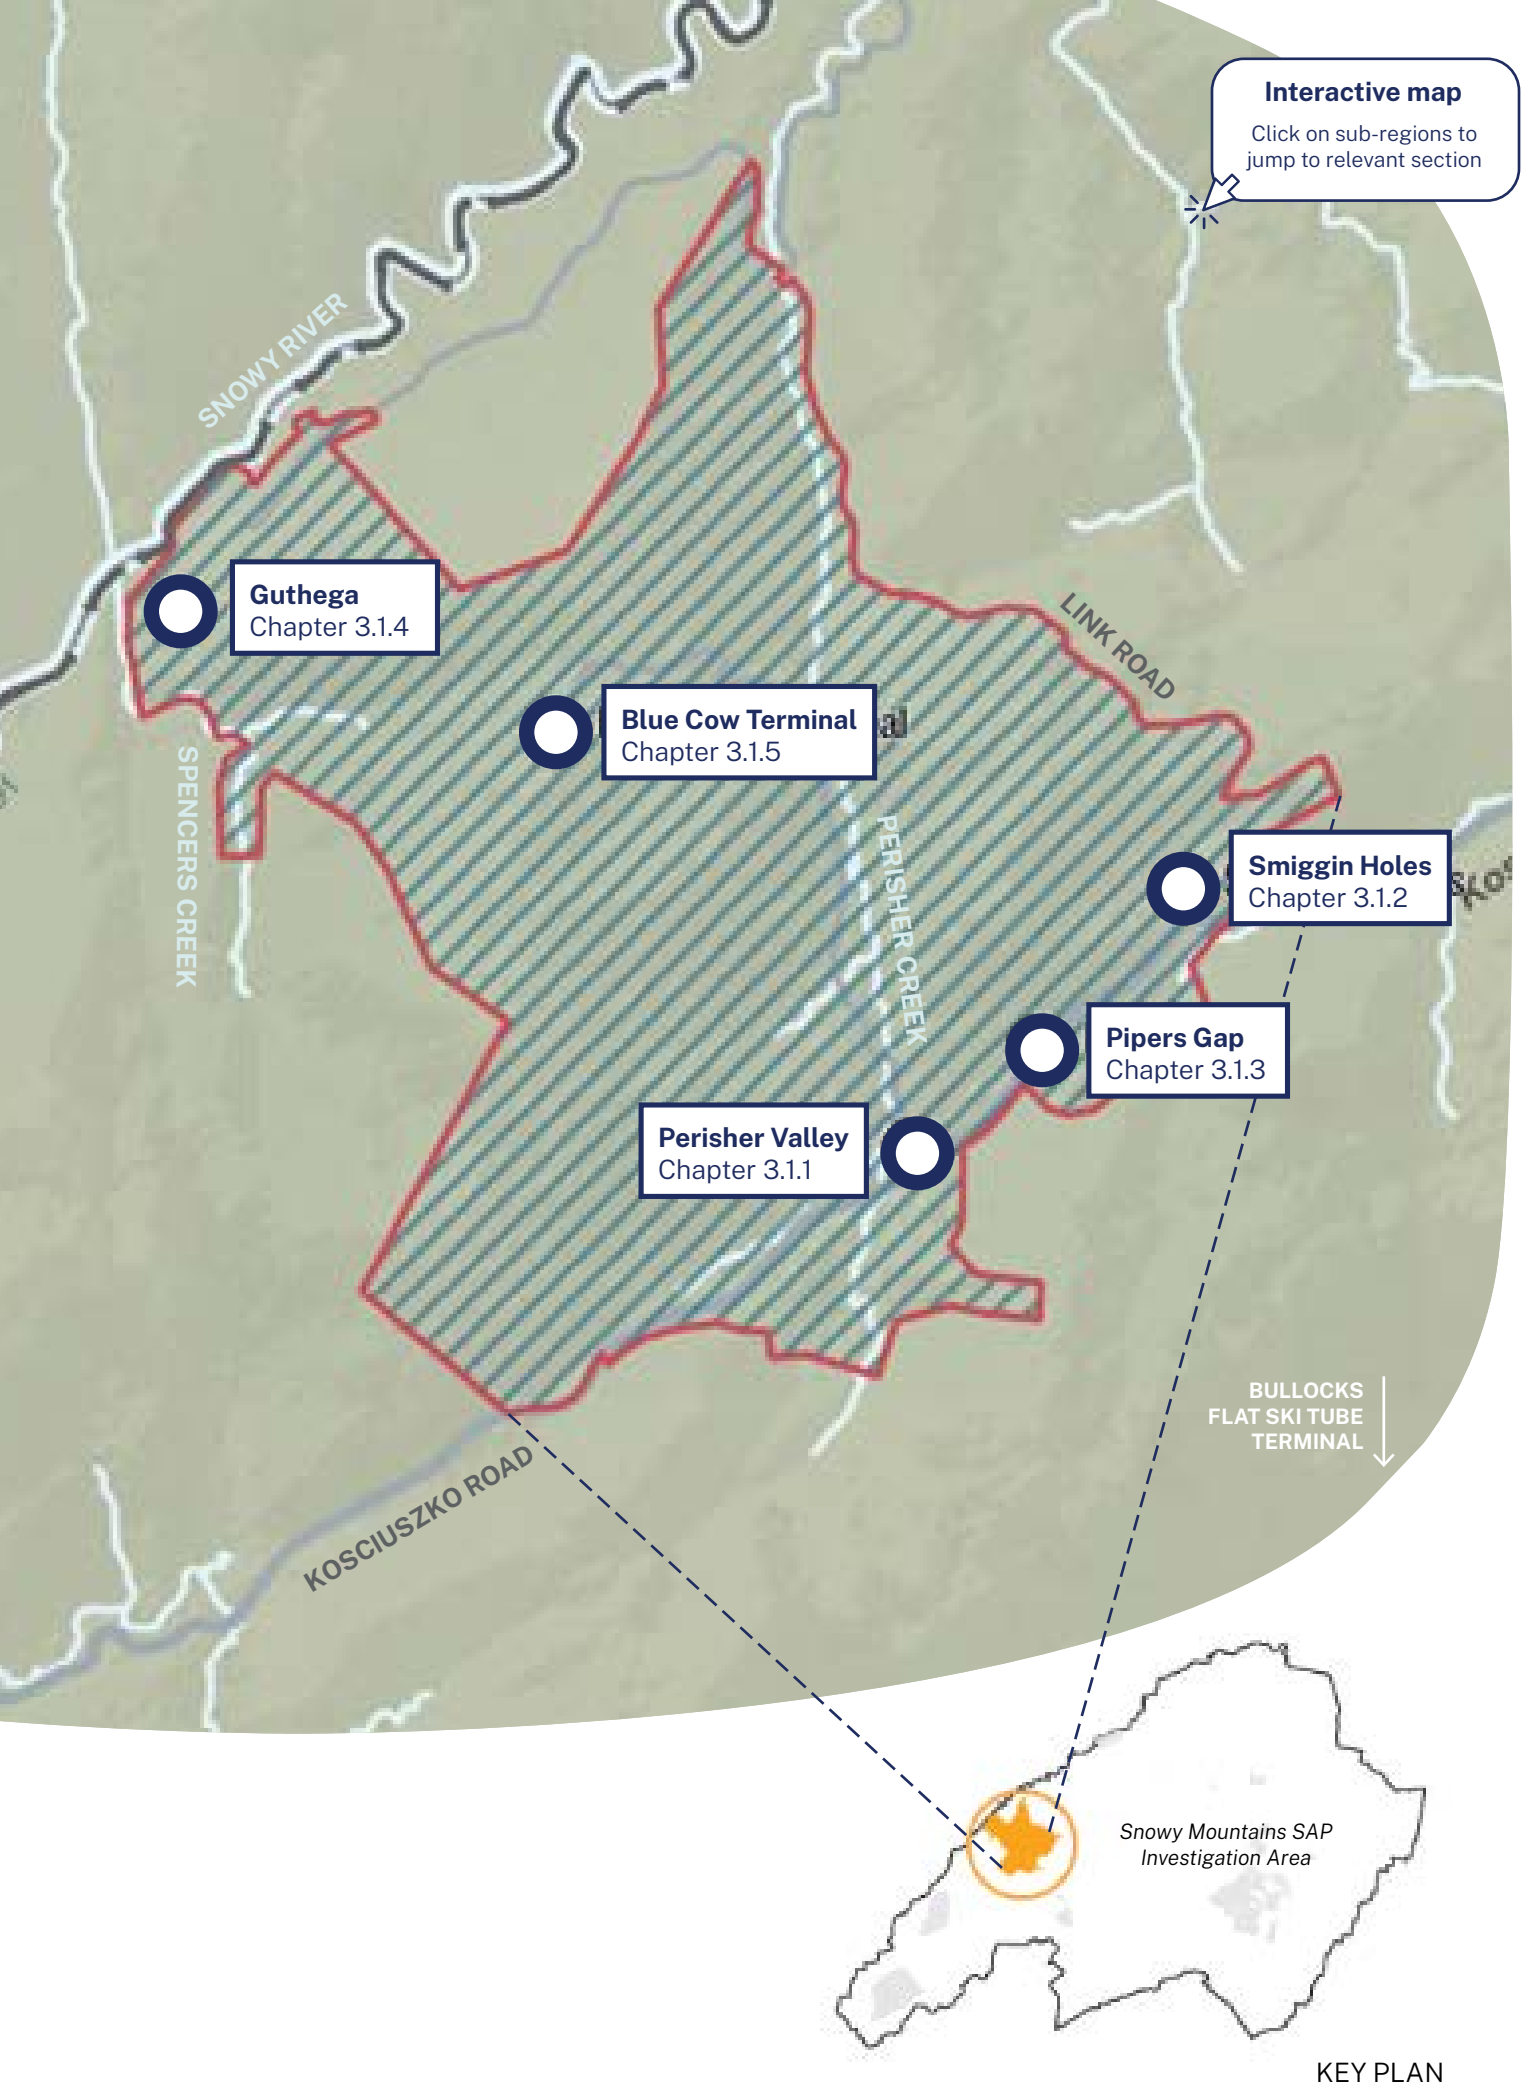 Interactive map
Click on sub-regions to
jump to relevant section
SNOWY RIVER
Guthega
Chapter 3.1.4
LINK ROAD
Blue Cow Terminal
Chapter 3.1.5
al
SPENCERS CREEK
PERISHER CREEK
Smiggin Holes
Chapter 3.1.2
Kos
Pipers Gap
Chapter 3.1.3
Perisher Valley
Chapter 3.1.1
BULLOCKS
FLAT SKI TUBE
TERMINAL
KOSCIUSZKO ROAD
Snowy Mountains SAP
Investigation Area
KEY PLAN